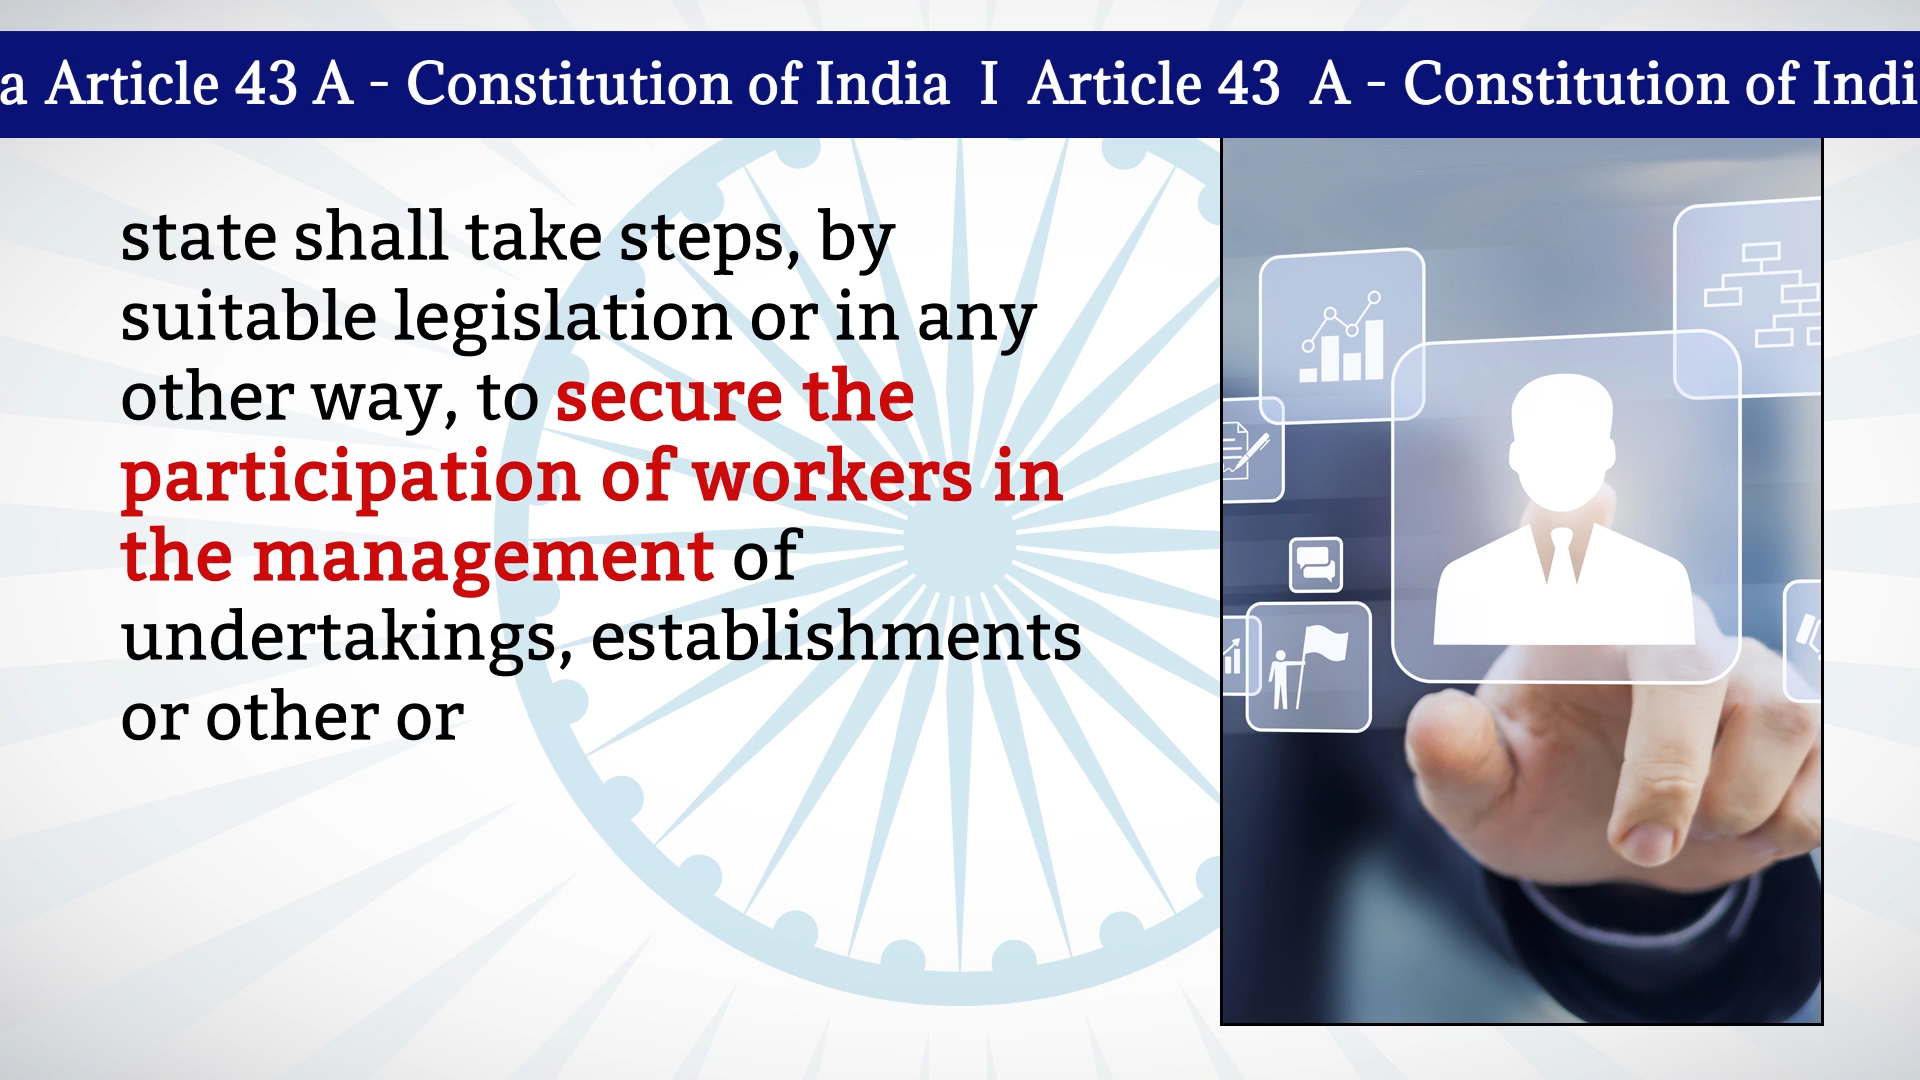 a Article 43 A - Constitution of India I Article 43 A - Constitution of Indi
state shall take steps, by
suitable legislation or in any
other way, to secure the
participation of workers in
the management of
undertakings, establishments
or other or